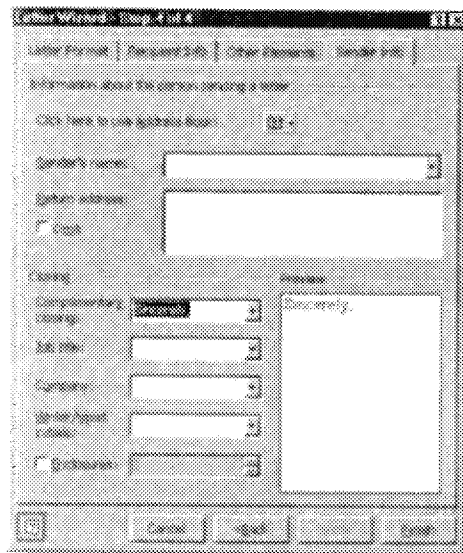 Letter Wizard - Step 4 of 4
Letter Format Recipient Info Other Elements Sender Info
Information about the person sending a letter
Click here to use Address Book:
Sender's name:
Return address:
Omit
Closing
Preview
Complimentary closing:
Sincerely,
Sincerely,
Job title:
Company:
Writer/typist initials:
Enclosures:
Cancel <Back